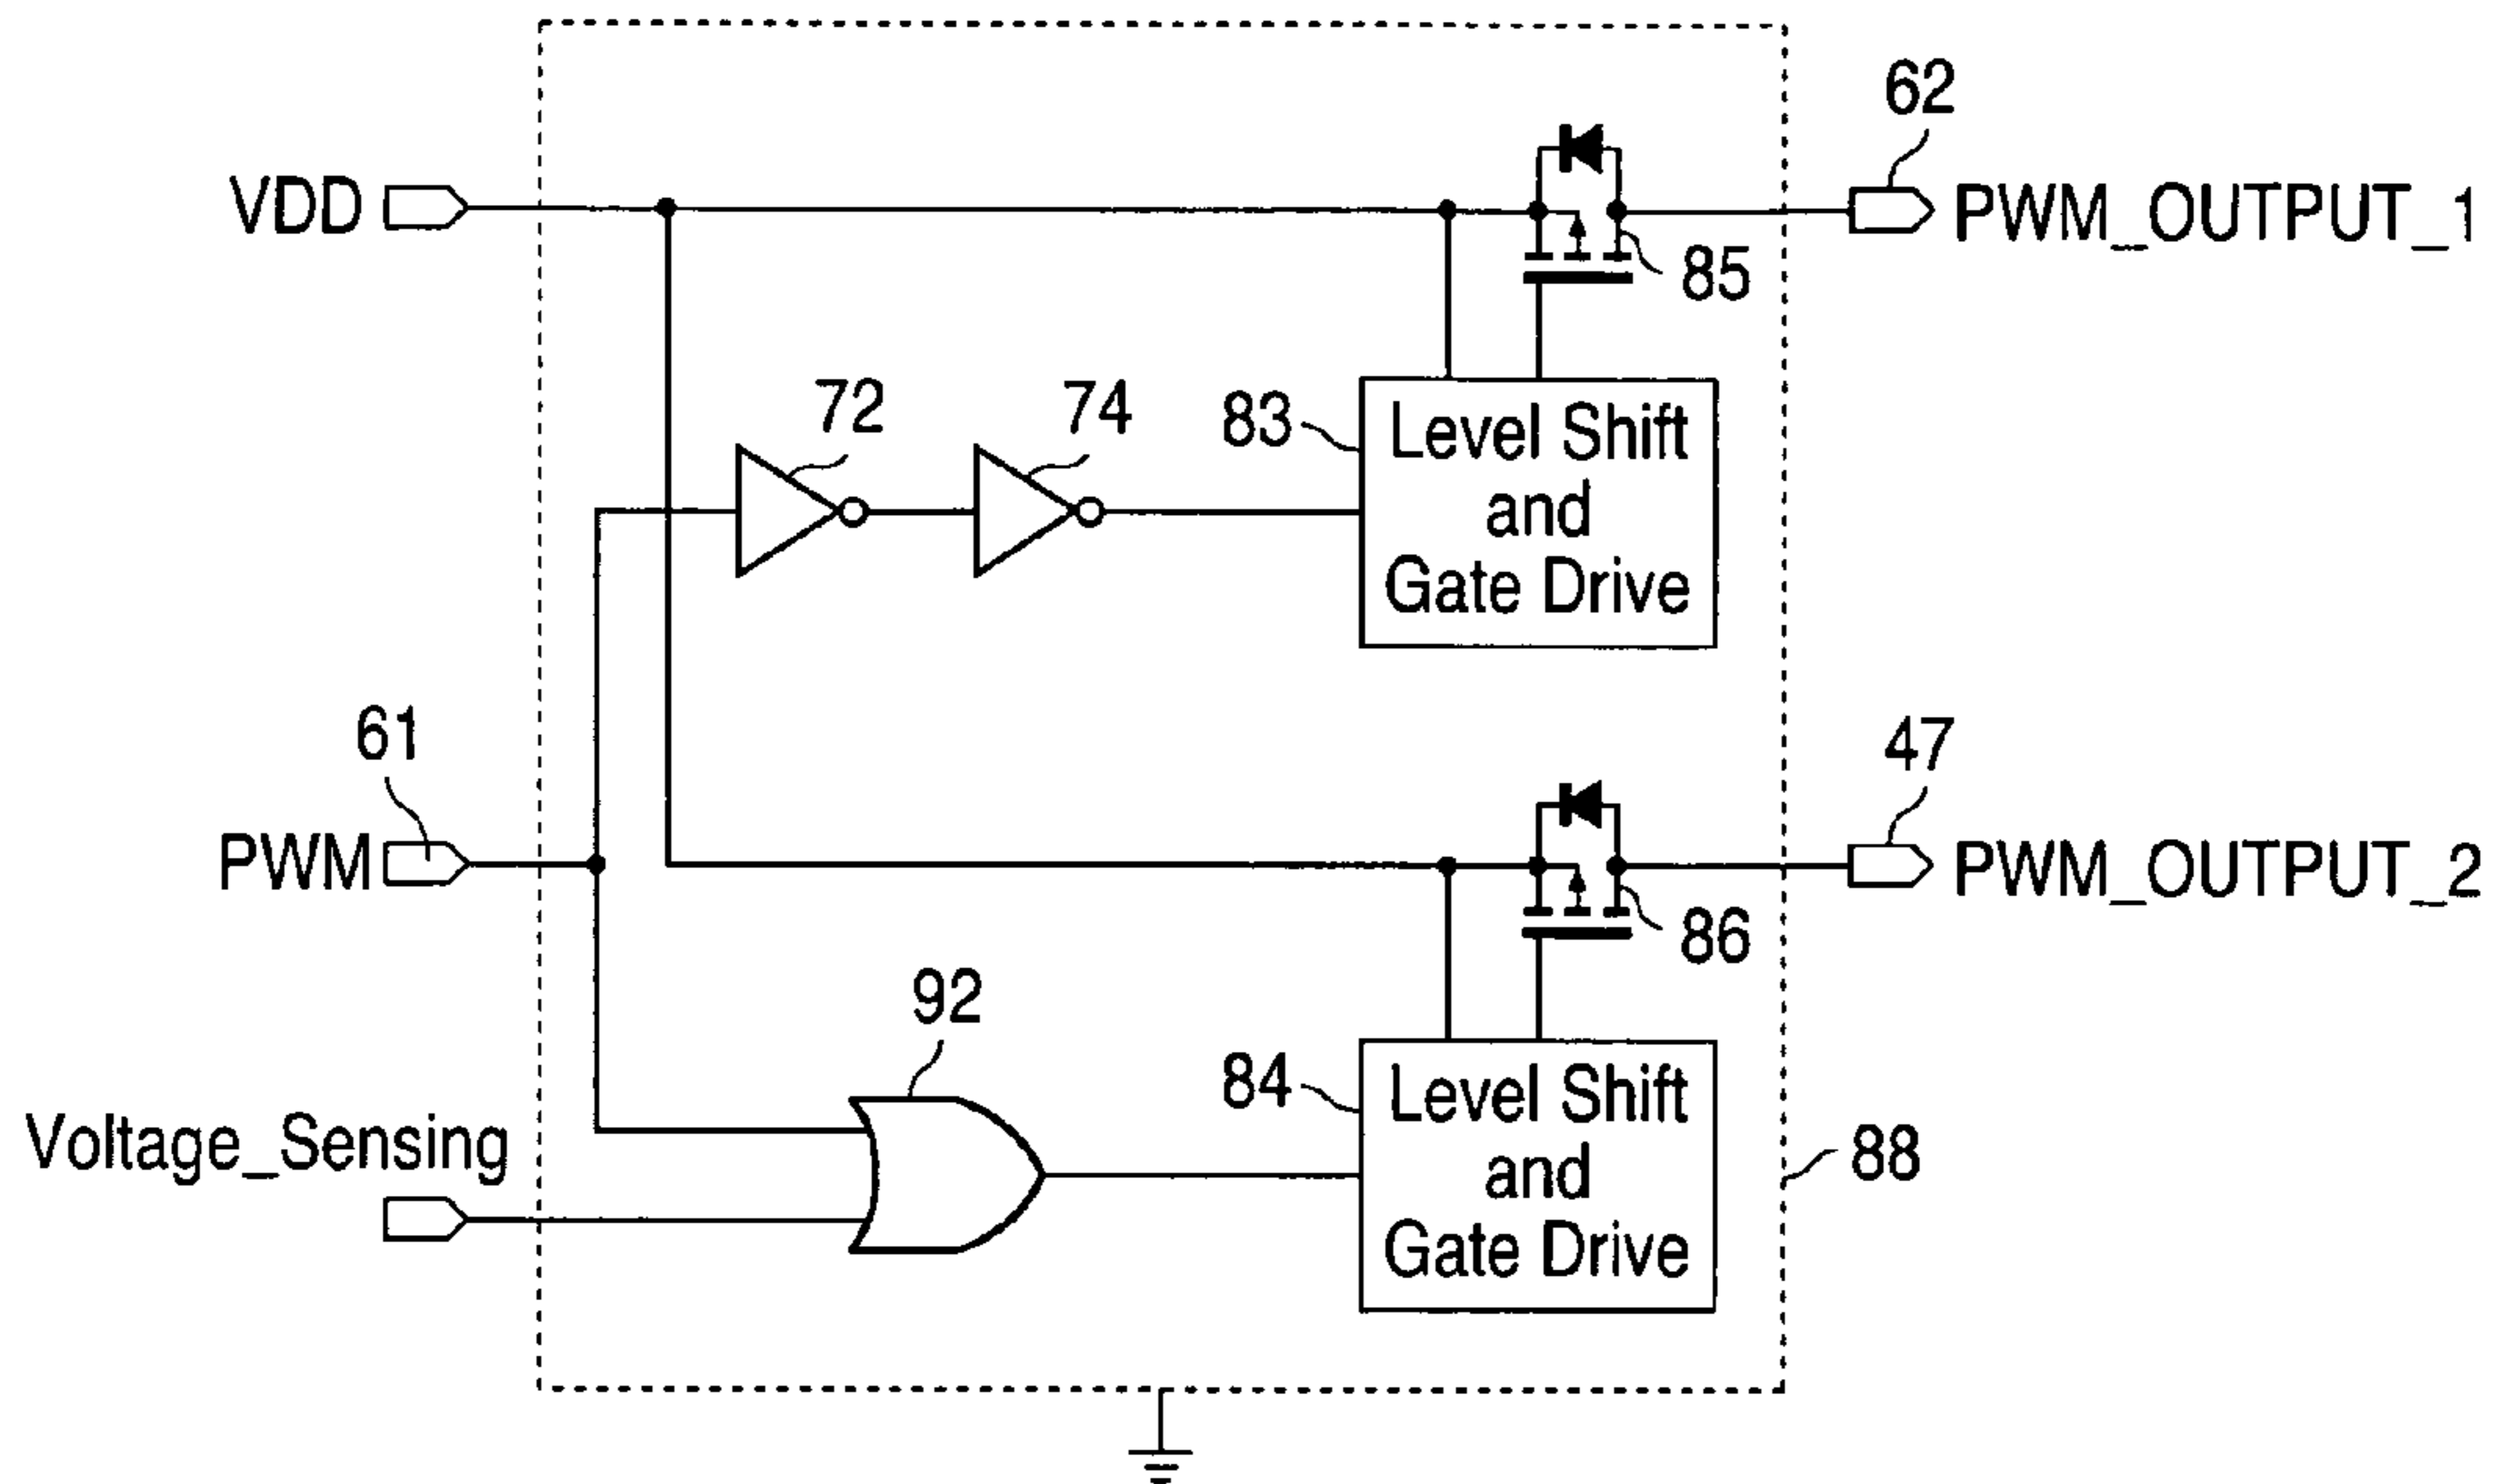 62
VDD
PWM_OUTPUT_1
85
72
74
83
Level Shift
and
Gate Drive
61
47
PWM
PWM_OUTPUT_2
86
92
84
Level Shift
and
Gate Drive
Voltage_Sensing
88